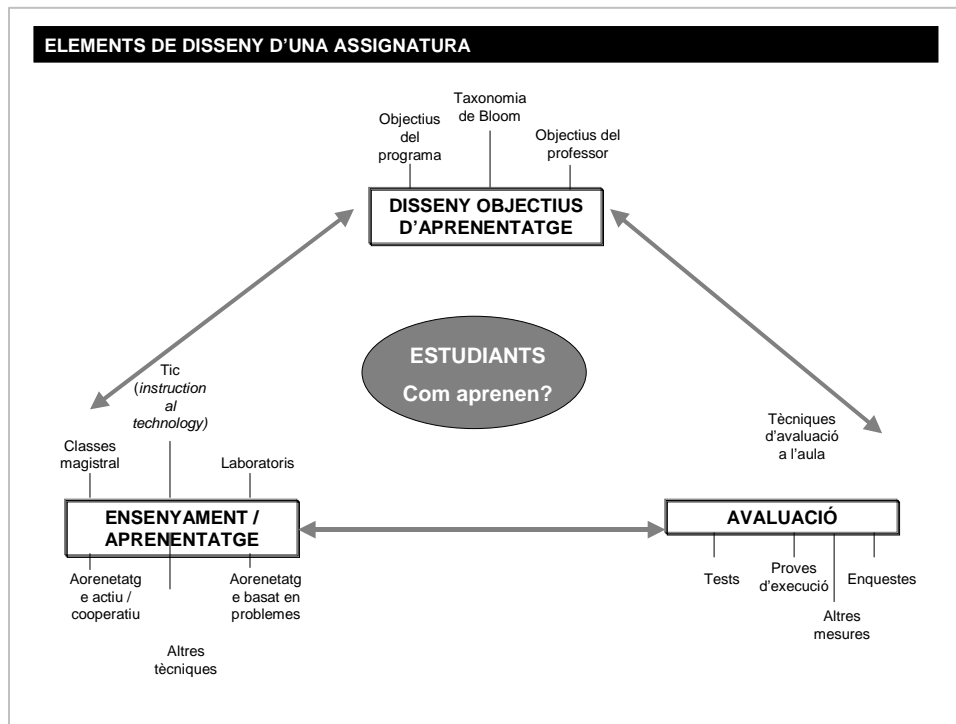 ELEMENTS DE DISSENY D'UNA ASSIGNATURA
Taxonomia
de Bloom
Objectius
del
programa
Objectius del
professor
DISSENY OBJECTIUS
D'APRENENTATGE
ESTUDIANTS
Com aprenen?
Tic
(instruction
al
technology)
Classes
magistral
Laboratoris
ENSENYAMENT /
APRENENTATGE
Aorenetatg
e actiu /
cooperatiu
Aorenetatg
e basat en
problemes
Altres
tècniques
Tècniques
d'avaluació
a l'aula
AVALUACIÓ
Tests
Proves
d'execució
Enquestes
Altres
mesures